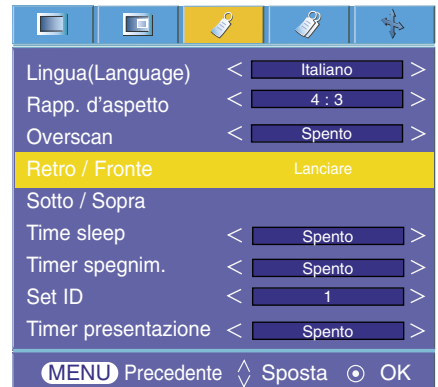 Lingua(Language) < Italiano >
Rapp. d'aspetto < 4 : 3 >
Overscan < Spento >
Retro / Fronte Lanciare
Sotto / Sopra
Time sleep < Spento >
Timer spegnim. < Spento >
Set ID < 1 >
Timer presentazione < Spento >
MENU Precedente Sposta OK